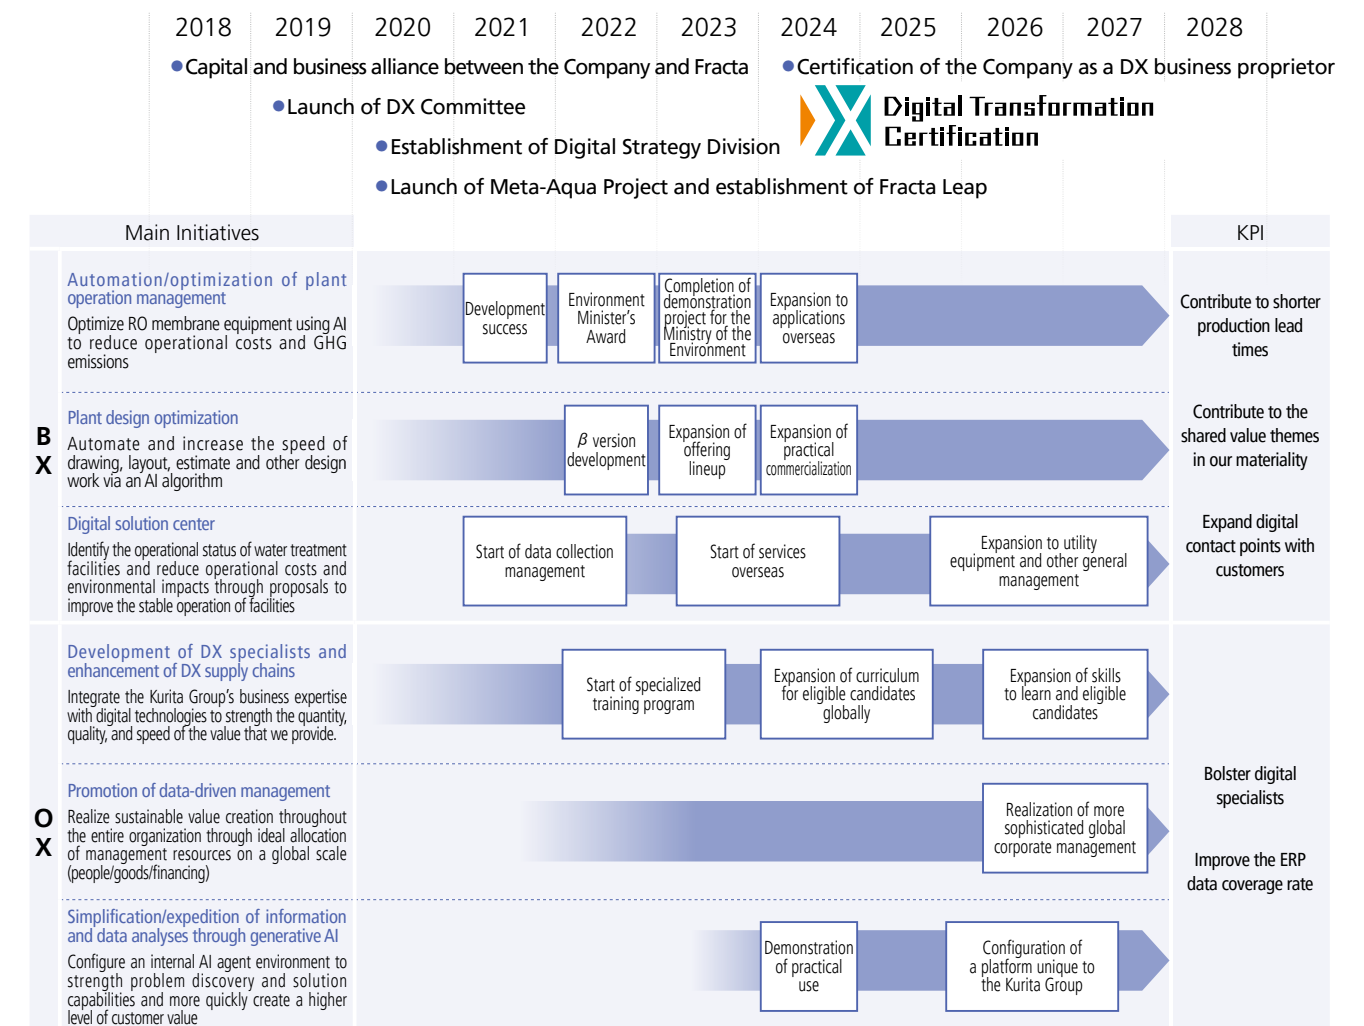 2018 2019 2020 2021 2022 2023 2024 2025 2026 2027 2028
●Capital and business alliance between the Company and Fracta
●Certification of the Company as a DX business proprietor
●Launch of DX Committee
Digital Transformation
Certification
●Establishment of Digital Strategy Division
●Launch of Meta-Aqua Project and establishment of Fracta Leap
Main Initiatives
KPI
B
X
Automation/optimization of plant
operation management
Optimize RO membrane equipment using AI
to reduce operational costs and GHG
emissions
Development
success
Environment
Minister's
Award
Completion of
demonstration
project for the
Ministry of the
Environment
Expansion to
applications
overseas
Plant design optimization
Automate and increase the speed of
drawing, layout, estimate and other design
work via an AI algorithm
β version
development
Expansion of
offering
lineup
Expansion of
practical
commercialization
Digital solution center
Identify the operational status of water treatment
facilities and reduce operational costs and
environmental impacts through proposals to
improve the stable operation of facilities
Start of data collection
management
Start of services
overseas
Expansion to utility
equipment and other general
management
Contribute to shorter
production lead
times
Contribute to the
shared value themes
in our materiality
Expand digital
contact points with
customers
O
X
Development of DX specialists and
enhancement of DX supply chains
Integrate the Kurita Group's business expertise
with digital technologies to strength the quantity,
quality, and speed of the value that we provide.
Start of specialized
training program
Expansion of curriculum
for eligible candidates
globally
Expansion of skills
to learn and eligible
candidates
Promotion of data-driven management
Realize sustainable value creation throughout
the entire organization through ideal allocation
of management resources on a global scale
(people/goods/financing)
Realization of more
sophisticated global
corporate management
Simplification/expedition of information
and data analyses through generative AI
Configure an internal AI agent environment to
strength problem discovery and solution
capabilities and more quickly create a higher
level of customer value
Demonstration
of practical
use
Configuration of
a platform unique to
the Kurita Group
Bolster digital
specialists
Improve the ERP
data coverage rate